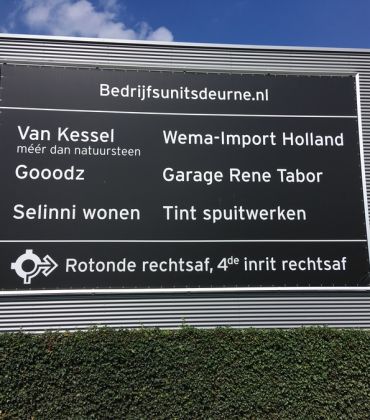 Bedrijfsunitsdeurne.nl
Van Kessel
méér dan natuursteen
Gooodz
Selinni wonen
Wema-Import Holland
Garage Rene Tabor
Tint spuitwerken
Rotonde rechtsaf, 4de inrit rechtsaf